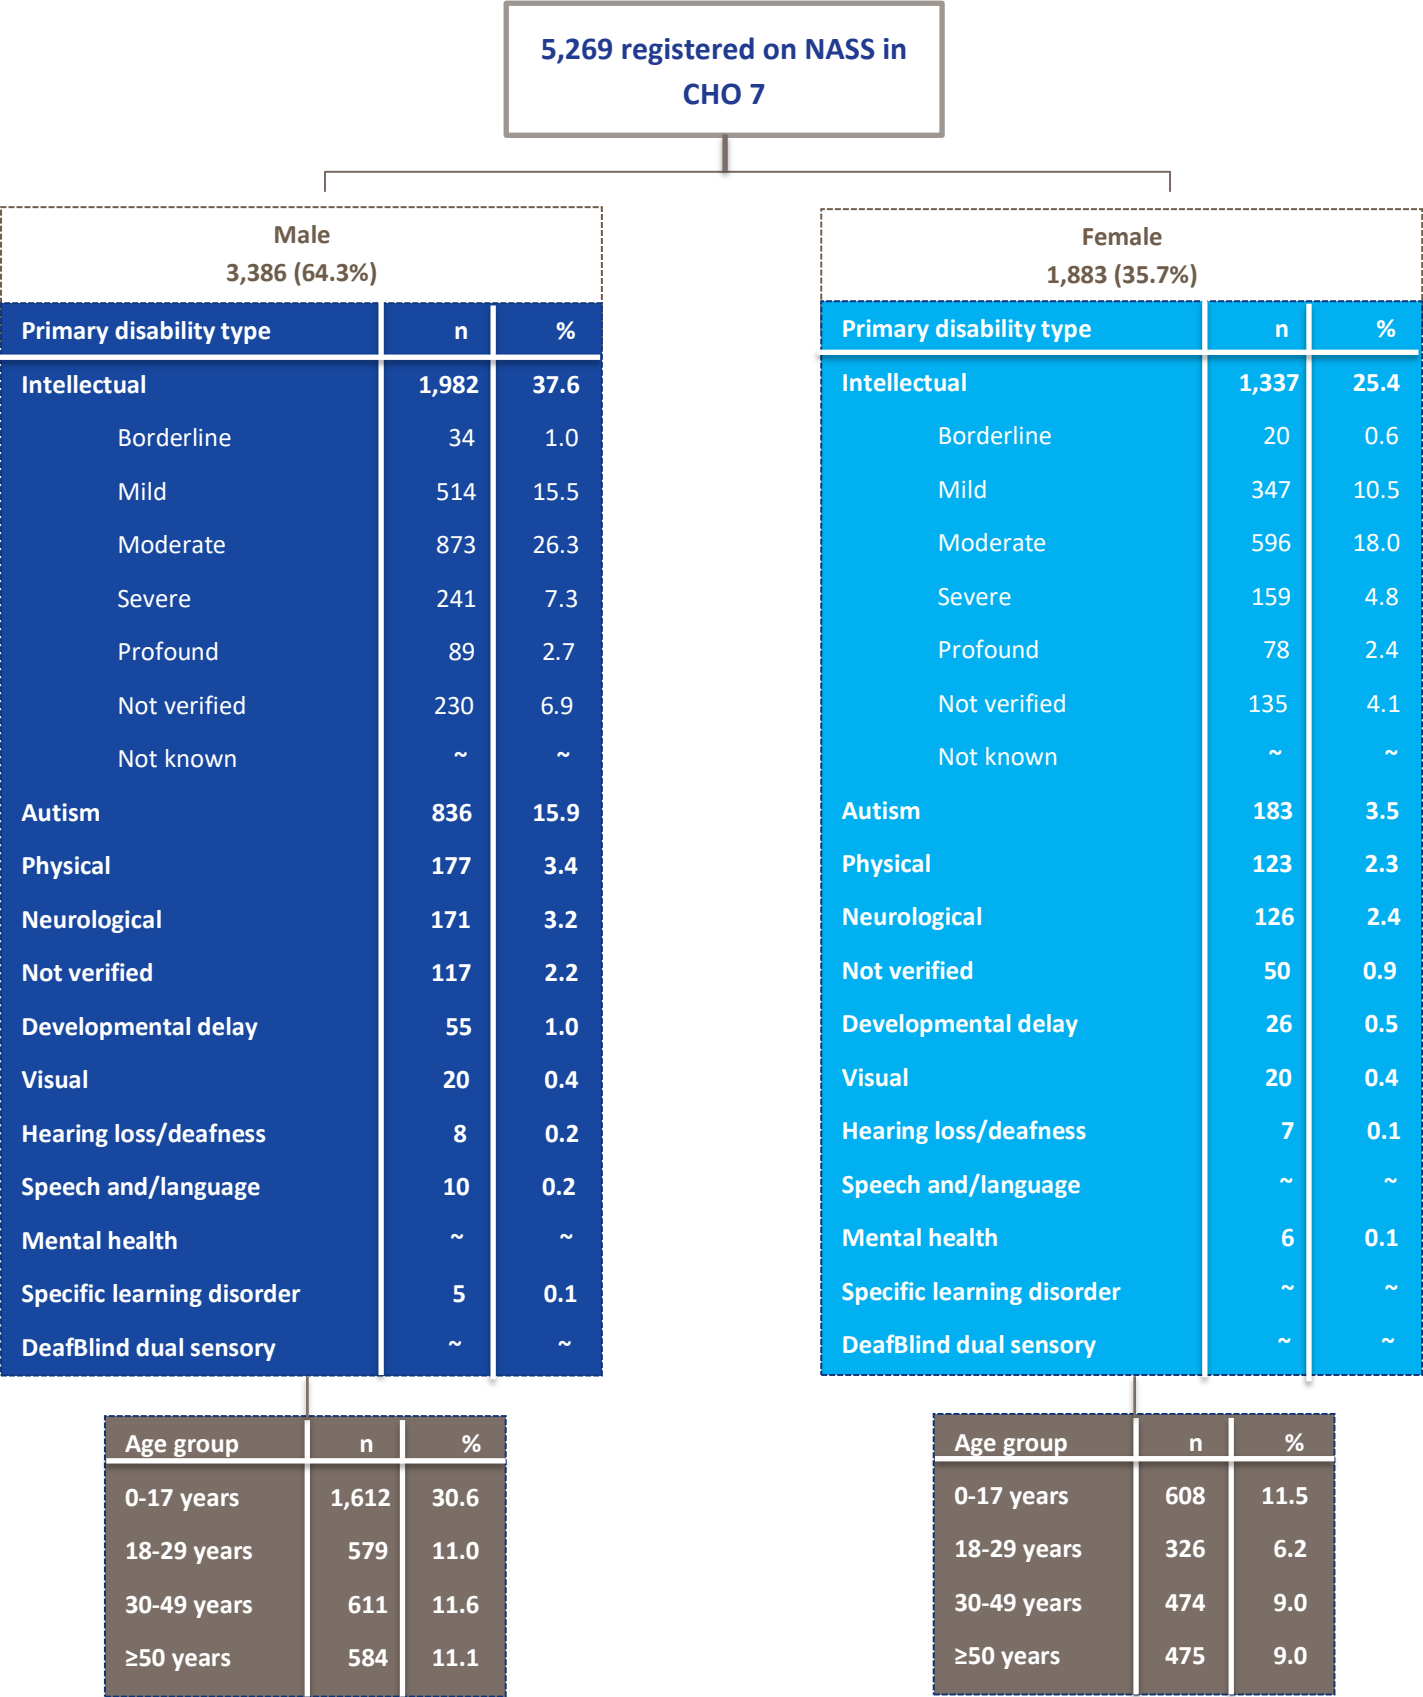 5,269 registered on NASS in
CHO 7
Male
3,386 (64.3%)
Primary disability type n %
Intellectual 1,982 37.6
Borderline 34 1.0
Mild 514 15.5
Moderate 873 26.3
Severe 241 7.3
Profound 89 2.7
Not verified 230 6.9
Not known ~ ~
Autism 836 15.9
Physical 177 3.4
Neurological 171 3.2
Not verified 117 2.2
Developmental delay 55 1.0
Visual 20 0.4
Hearing loss/deafness 8 0.2
Speech and/language 10 0.2
Mental health ~ ~
Specific learning disorder 5 0.1
DeafBlind dual sensory ~ ~
Age group n %
0-17 years 1,612 30.6
18-29 years 579 11.0
30-49 years 611 11.6
≥50 years 584 11.1
Female
1,883 (35.7%)
Primary disability type n %
Intellectual 1,337 25.4
Borderline 20 0.6
Mild 347 10.5
Moderate 596 18.0
Severe 159 4.8
Profound 78 2.4
Not verified 135 4.1
Not known ~ ~
Autism 183 3.5
Physical 123 2.3
Neurological 126 2.4
Not verified 50 0.9
Developmental delay 26 0.5
Visual 20 0.4
Hearing loss/deafness 7 0.1
Speech and/language ~ ~
Mental health 6 0.1
Specific learning disorder ~ ~
DeafBlind dual sensory ~ ~
Age group n %
0-17 years 608 11.5
18-29 years 326 6.2
30-49 years 474 9.0
≥50 years 475 9.0